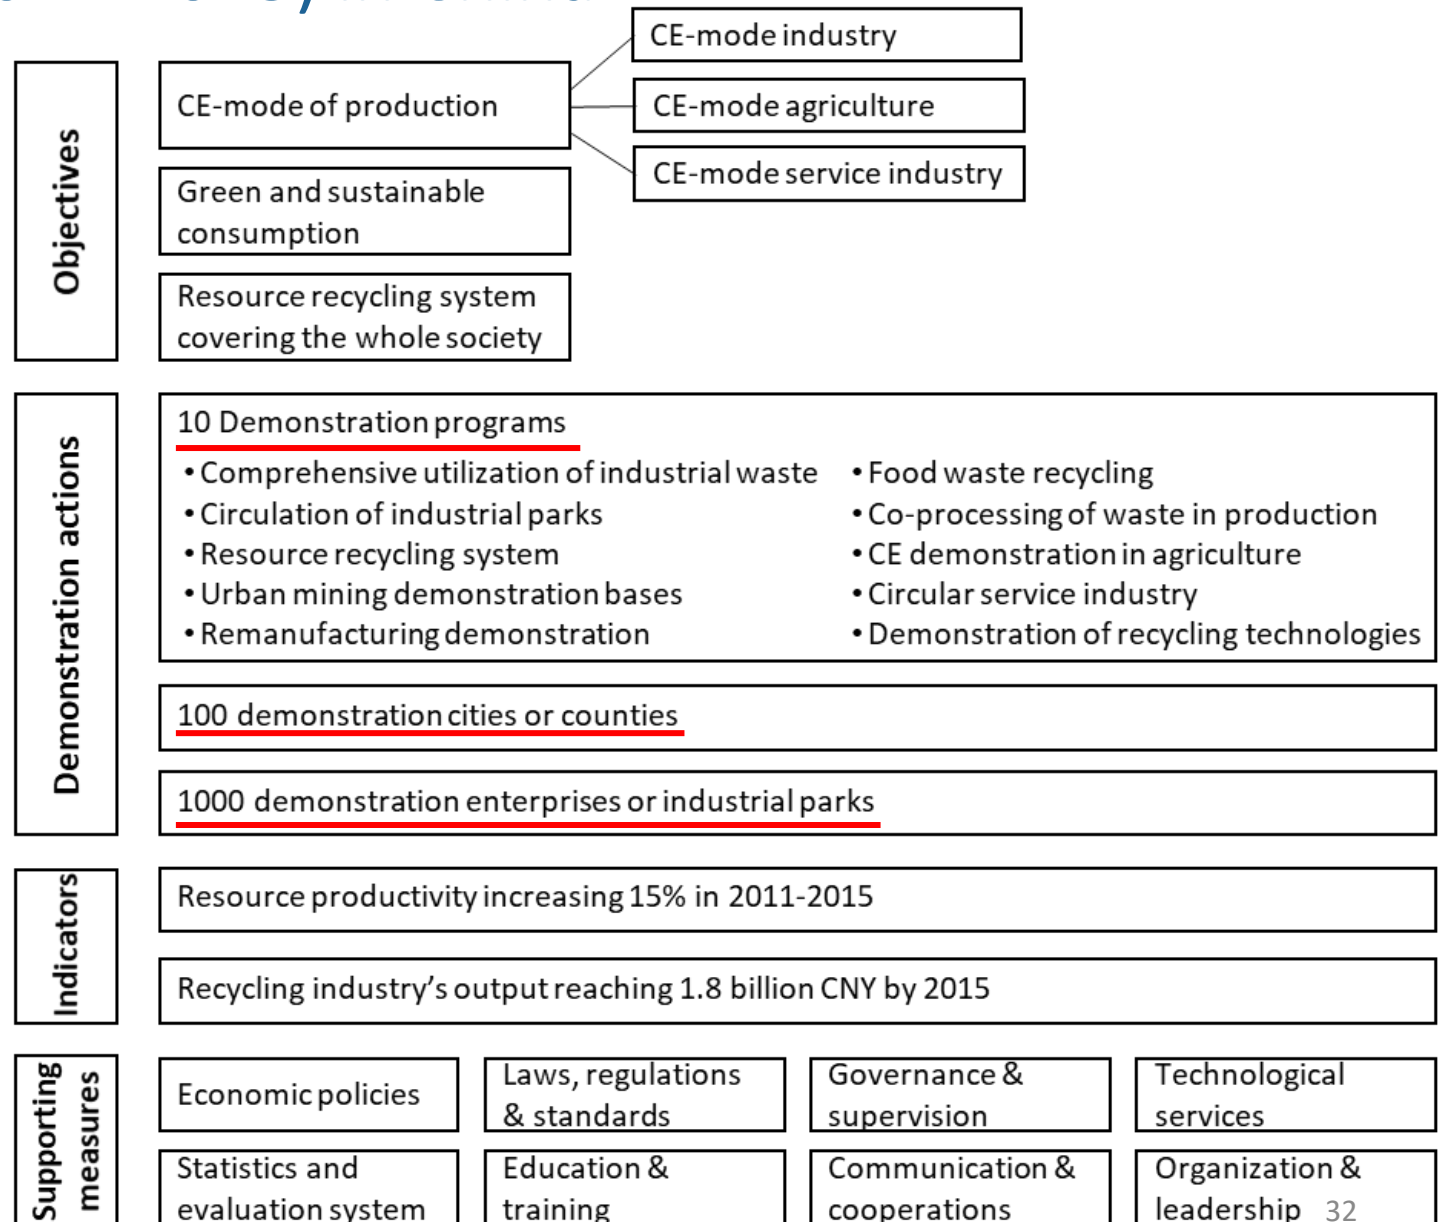 CE-mode industry
Objectives
CE-mode of production
CE-mode agriculture
CE-mode service industry
Green and sustainable
consumption
Resource recycling system
covering the whole society
Demonstration actions
10 Demonstration programs
• Comprehensive utilization of industrial waste
• Circulation of industrial parks
• Resource recycling system
• Urban mining demonstration bases
• Remanufacturing demonstration
• Food waste recycling
• Co-processing of waste in production
• CE demonstration in agriculture
• Circular service industry
• Demonstration of recycling technologies
100 demonstration cities or counties
1000 demonstration enterprises or industrial parks
Indicators
Resource productivity increasing 15% in 2011-2015
Recycling industry's output reaching 1.8 billion CNY by 2015
Supporting
measures
Economic policies
Laws, regulations
& standards
Governance &
supervision
Technological
services
Statistics and
evaluation system
Education &
training
Communication &
cooperations
Organization &
leadership
32